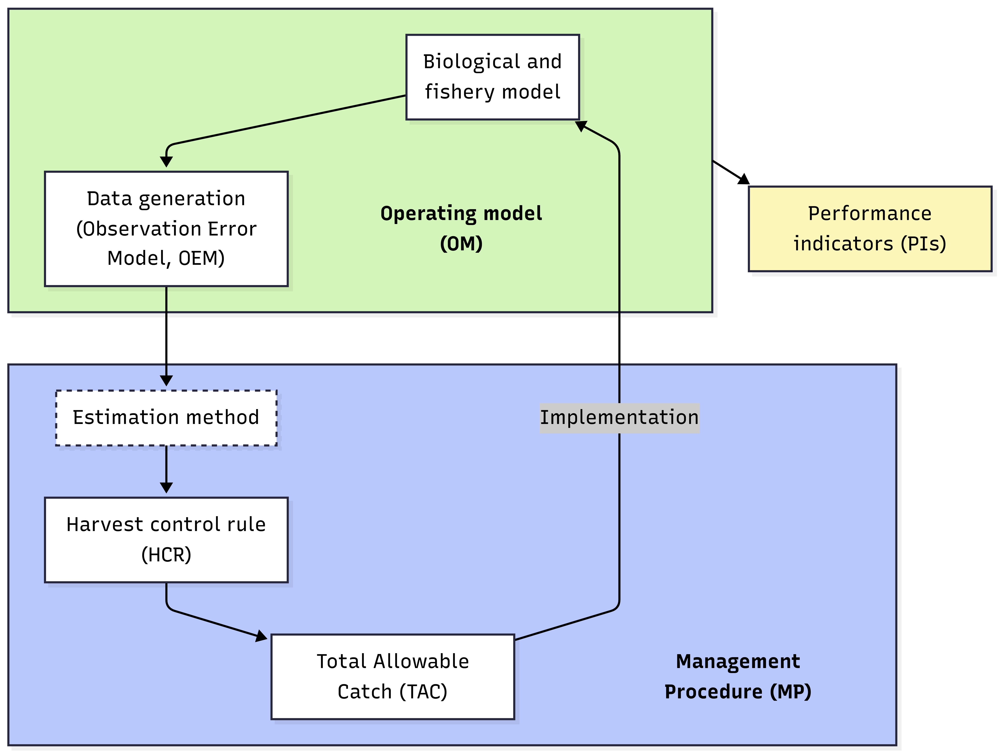 Biological and
fishery model
Data generation
(Observation Error
Model, OEM)
Operating model
(OM)
Performance
indicators (PIs)
Estimation method
Implementation
Harvest control rule
(HCR)
Total Allowable
Catch (TAC)
Management
Procedure (MP)